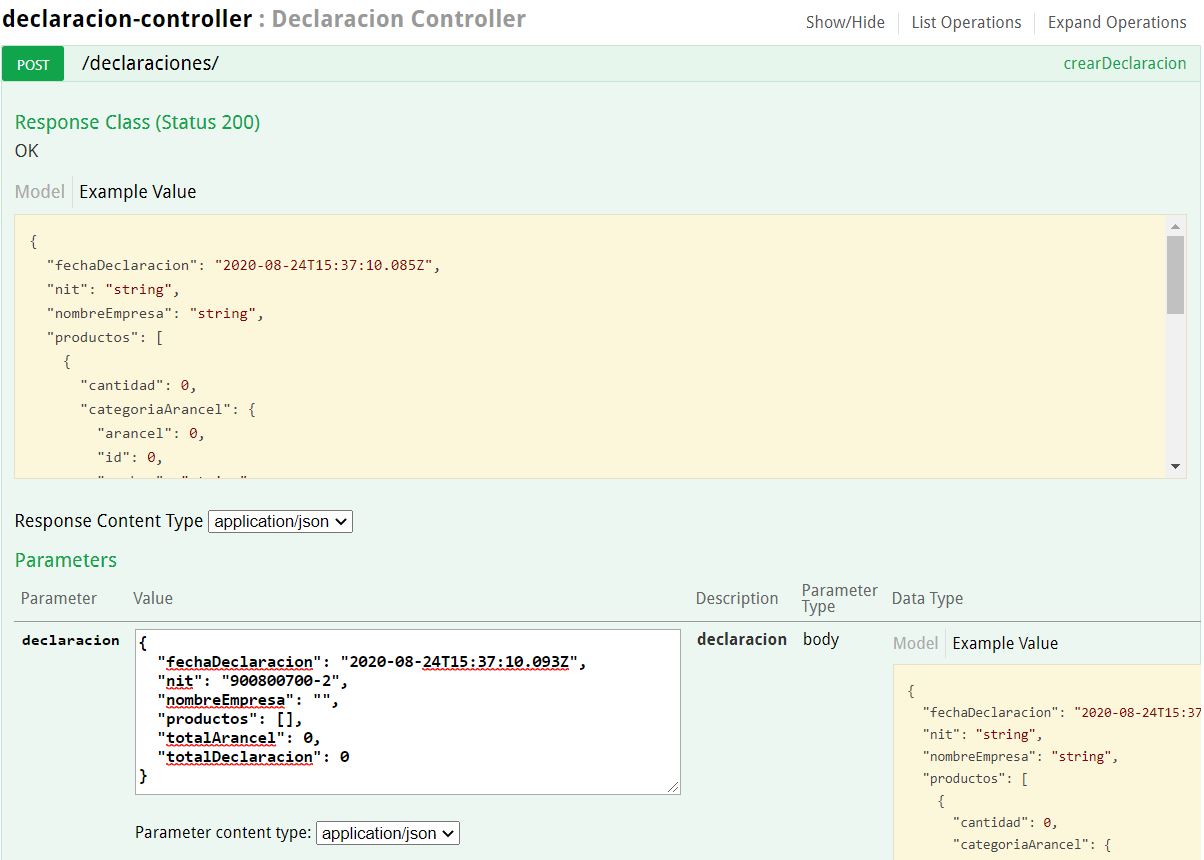 declaracion-controller : Declaracion Controller
Show/Hide
List Operations
Expand Operations
POST
/declaraciones/
crearDeclaracion
Response Class (Status 200)
OK
Model
Example Value
{
"fechaDeclaracion": "2020-08-24T15:37:10.085Z",
"nit": "string",
"nombreEmpresa": "string",
"productos": [
{
"cantidad": 0,
"categoriaArancel": {
"arancel": 0,
"id": 0,
Response Content Type application/json
Parameters
Parameter
Value
Description
Parameter
Type
Data Type
declaracion
{
"fechaDeclaracion": "2020-08-24T15:37:10.093Z",
"nit": "900800700-2",
"nombreEmpresa": "",
"productos": [],
"totalArancel": 0,
"totalDeclaracion": 0
}
Parameter content type: application/json
declaracion
body
Model
Example Value
{
"fechaDeclaracion": "2020-08-24T15:37
"nit": "string",
"nombreEmpresa": "string",
"productos": [
{
"cantidad": 0,
"categoriaArancel": {